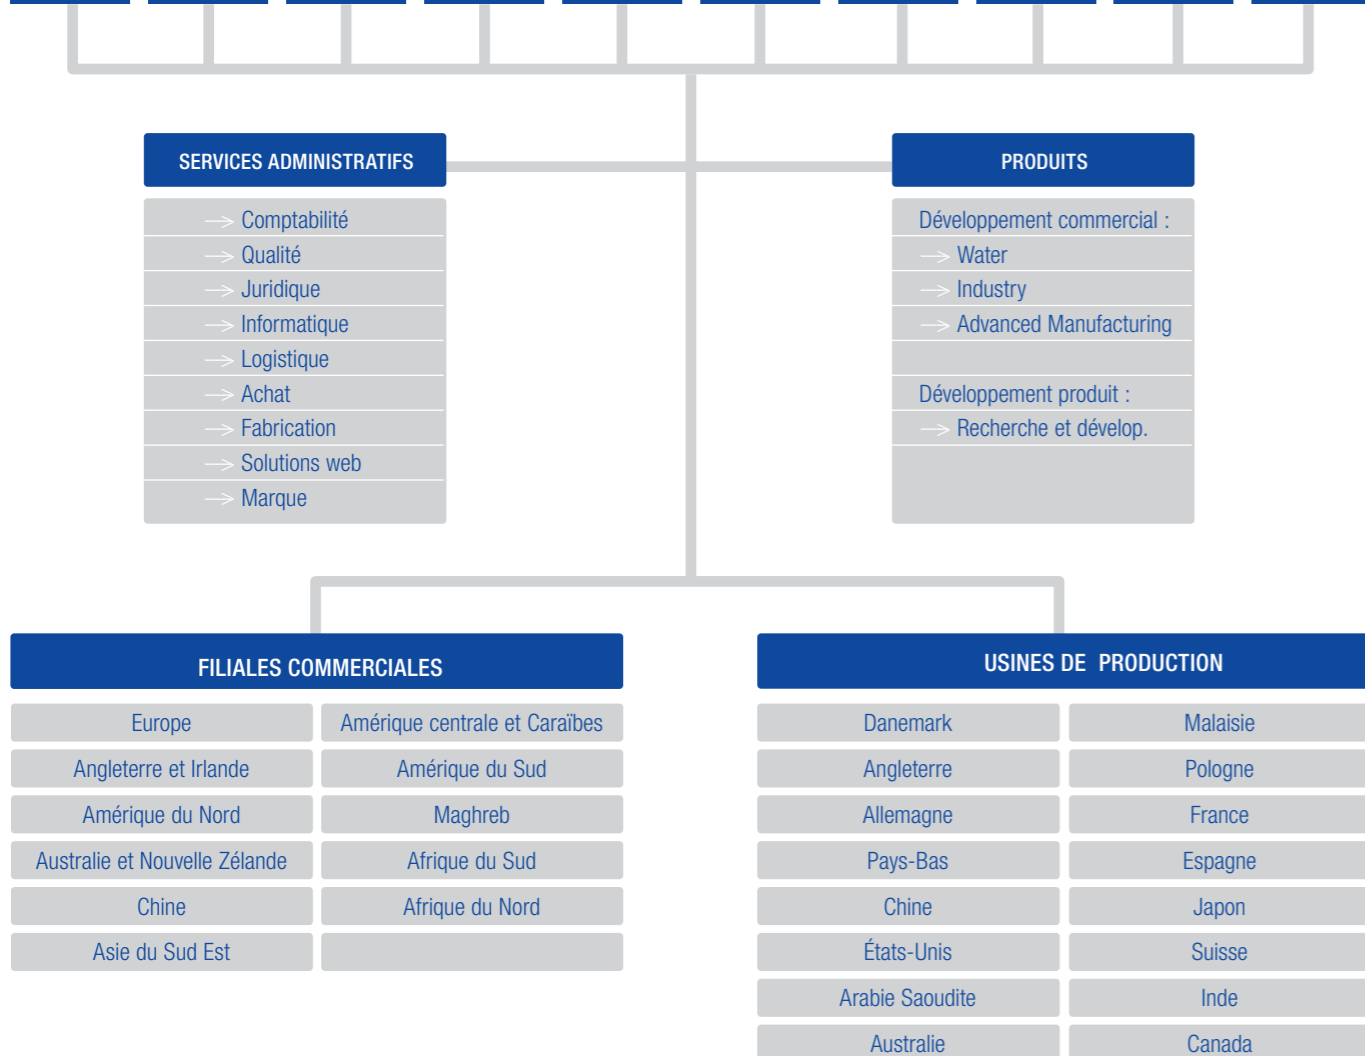 SERVICES ADMINISTRATIFS
Comptabilité
Qualité
Juridique
Informatique
Logistique
Achat
Fabrication
Solutions web
Marque
PRODUITS
Développement commercial :
Water
Industry
Advanced Manufacturing
Développement produit :
Recherche et dévelop.
FILIALES COMMERCIALES
Europe
Angleterre et Irlande
Amérique du Nord
Australie et Nouvelle Zélande
Chine
Asie du Sud Est
Amérique centrale et Caraïbes
Amérique du Sud
Maghreb
Afrique du Sud
Afrique du Nord
USINES DE PRODUCTION
Danemark
Angleterre
Allemagne
Pays-Bas
Chine
États-Unis
Arabie Saoudite
Australie
Malaisie
Pologne
France
Espagne
Japon
Suisse
Inde
Canada